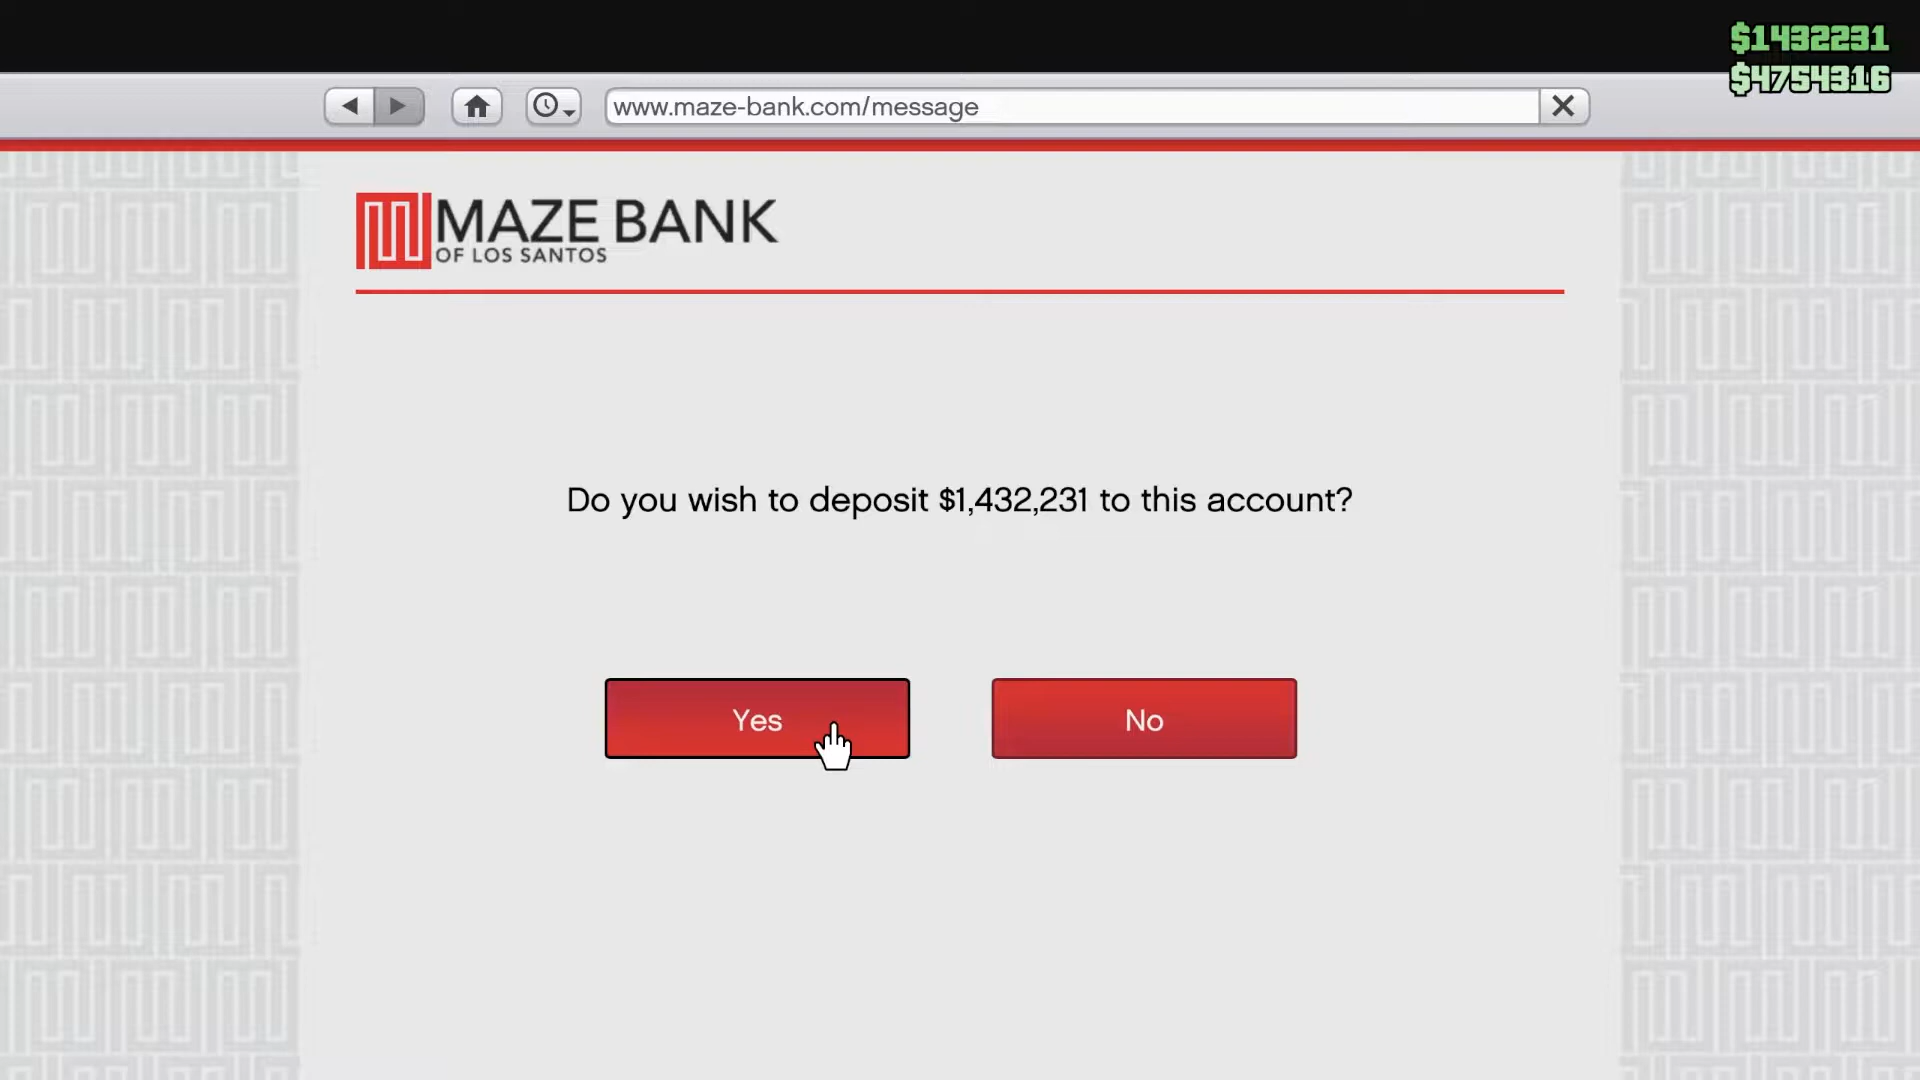 $1432231
$4754316
www.maze-bank.com/message
MAZE BANK
OF LOS SANTOS
Do you wish to deposit $1,432,231 to this account?
Yes
No